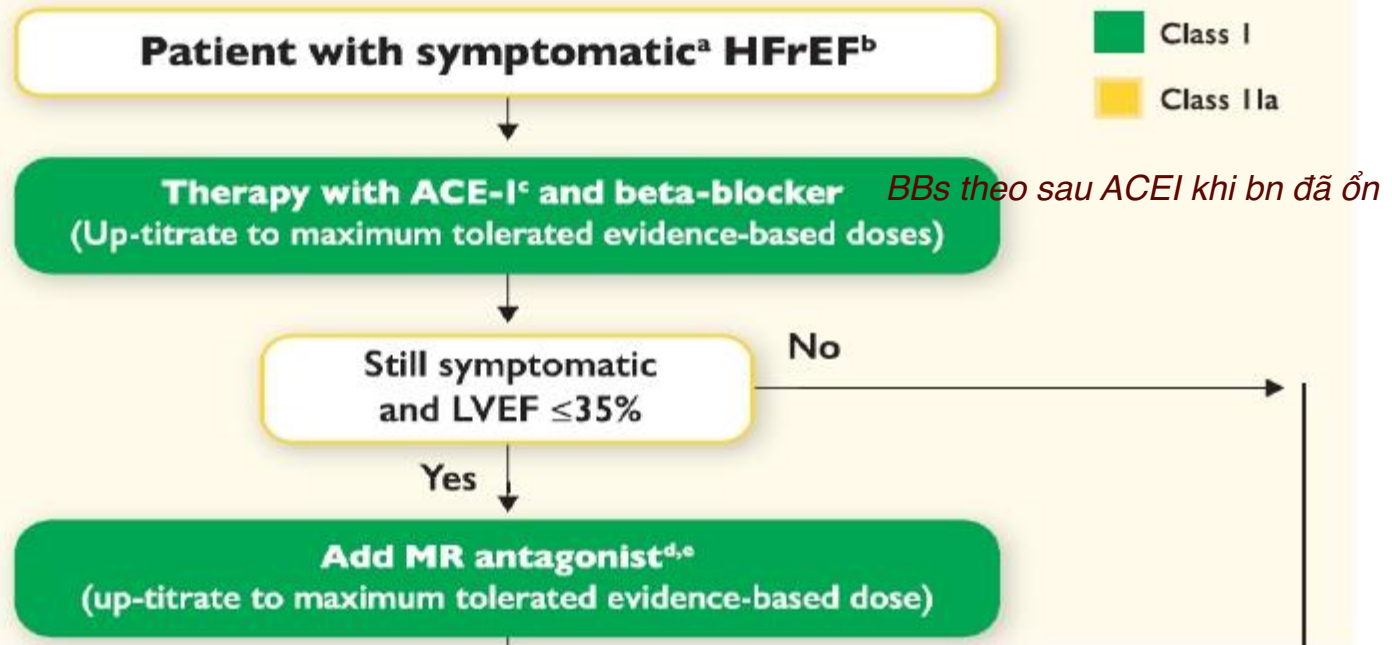 Patient with symptomaticᵃ HFrEFᵇ
Class I
Class IIa
Therapy with ACE-Iᶜ and beta-blocker
(Up-titrate to maximum tolerated evidence-based doses)
BBs theo sau ACEI khi bn đã ổn
Still symptomatic
and LVEF ≤35%
No
Yes
Add MR antagonistᵈ,ᵉ
(up-titrate to maximum tolerated evidence-based dose)